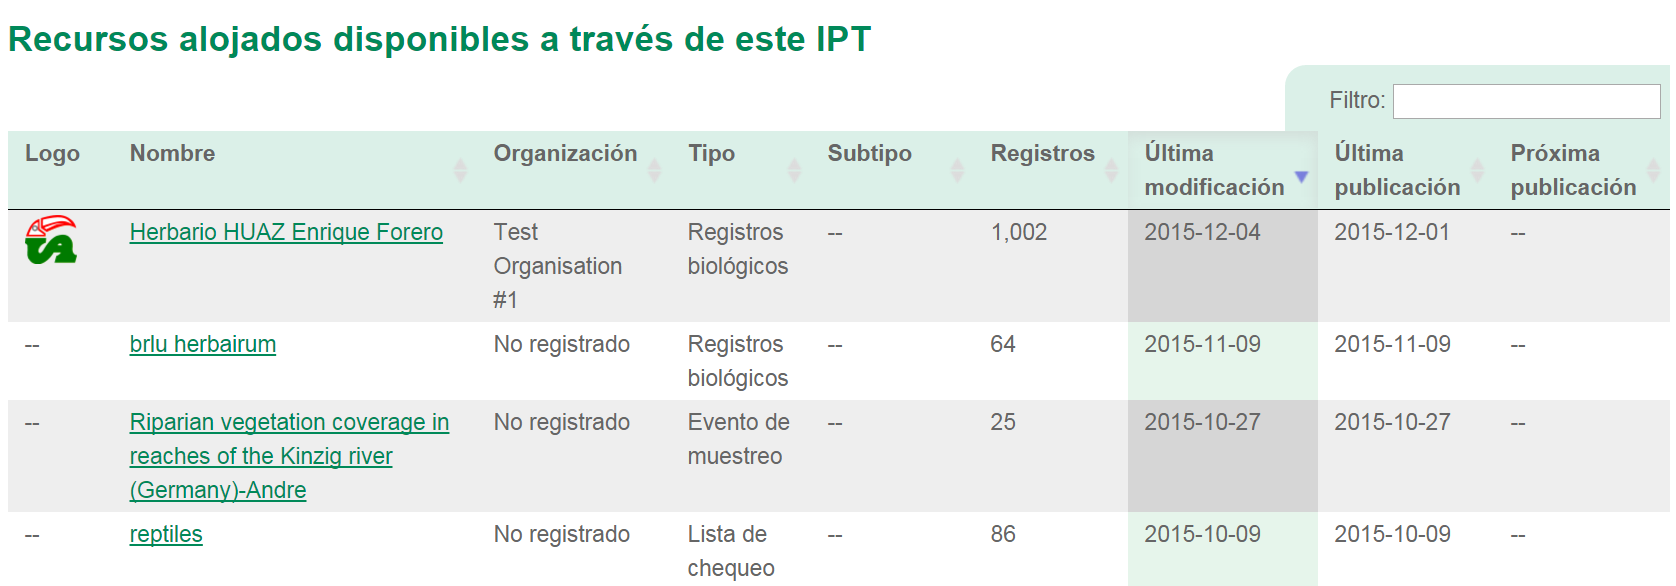 Recursos alojados disponibles a través de este IPT
Filtro:
Logo Nombre Organización Tipo Subtipo Registros Última modificación Última publicación Próxima publicación
Herbario HUAZ Enrique Forero Test Organisation #1 Registros biológicos -- 1,002 2015-12-04 2015-12-01 --
-- brlu herbairum No registrado Registros biológicos -- 64 2015-11-09 2015-11-09 --
-- Riparian vegetation coverage in reaches of the Kinzig river (Germany)-Andre No registrado Evento de muestreo -- 25 2015-10-27 2015-10-27 --
-- reptiles No registrado Lista de chequeo -- 86 2015-10-09 2015-10-09 --